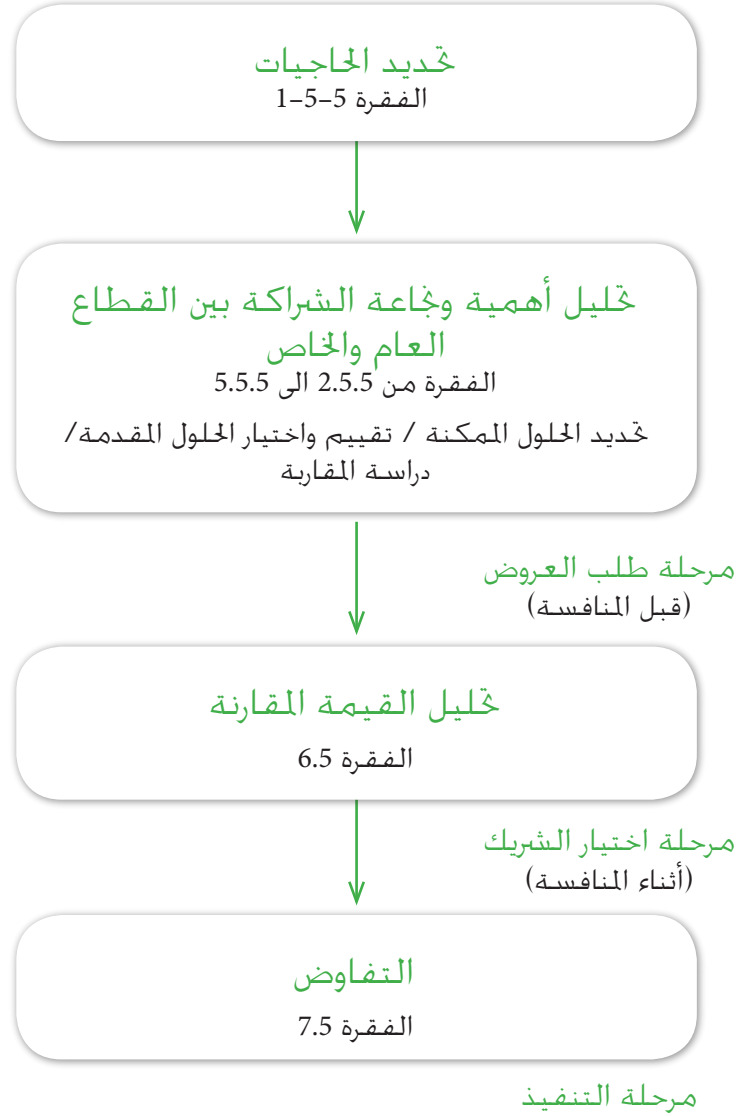 تحديد الحاجيات
الفقرة 5-5-1
تحليل أهمية ونجاعة الشراكة بين القطاع
العام والخاص
الفقرة من 2.5.5 الى 5.5.5
تحديد الحلول الممكنة / تقييم واختيار الحلول المقدمة/
دراسة المقاربة
مرحلة طلب العروض
(قبل المنافسة)
تحليل القيمة المقارنة
الفقرة 6.5
مرحلة اختيار الشريك
(أثناء المنافسة)
التفاوض
الفقرة 7.5
مرحلة التنفيذ